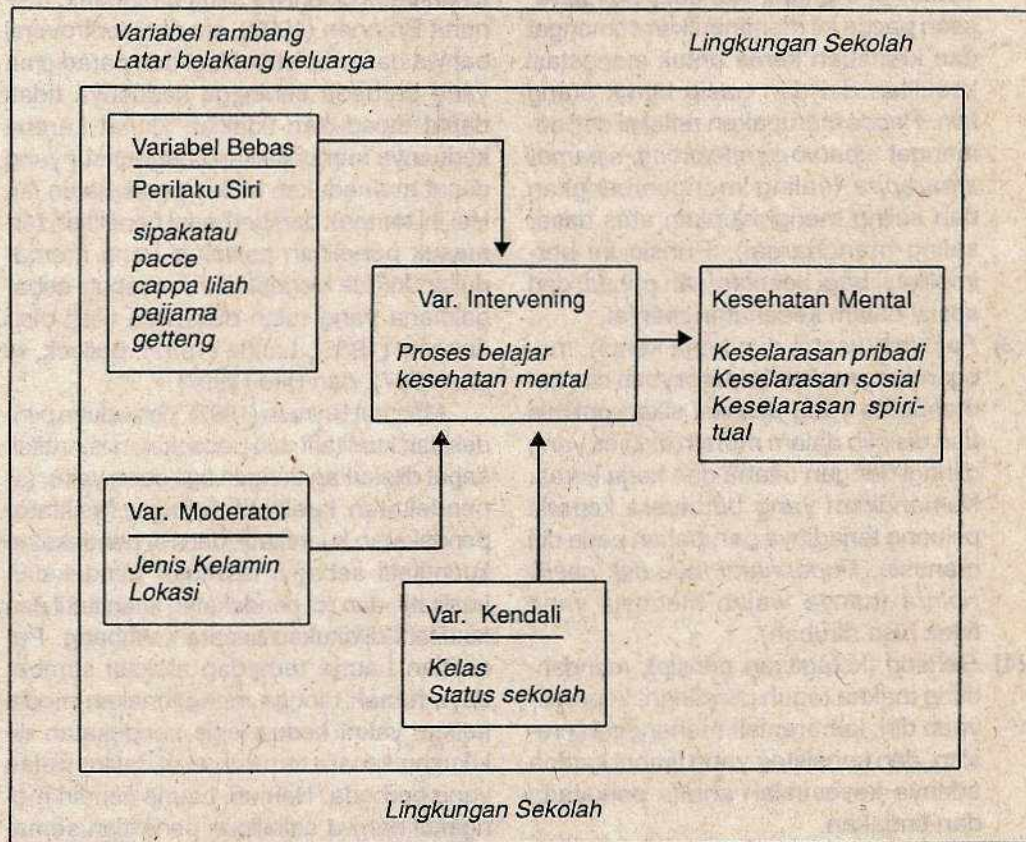 Variabel rambang
Latar belakang keluarga
Lingkungan Sekolah
Variabel Bebas
Perilaku Siri
sipakatau
pacce
cappa lilah
pajjama
getteng
Var. Intervening
Proses belajar
kesehatan mental
Kesehatan Mental
Keselarasan pribadi
Keselarasan sosial
Keselarasan spiri-
tual
Var. Moderator
Jenis Kelamin
Lokasi
Var. Kendali
Kelas
Status sekolah
Lingkungan Sekolah